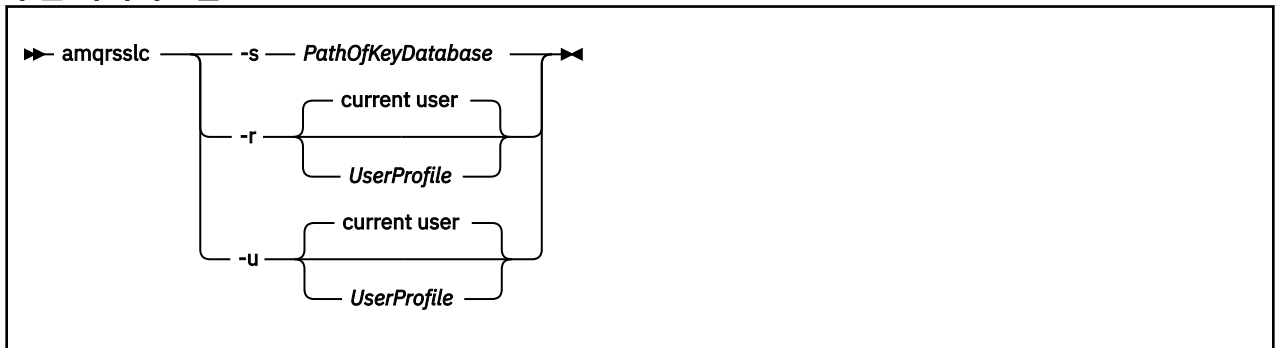 amqrsslc -s PathOfKeyDatabase
current user
-r
UserProfile
current user
-u
UserProfile